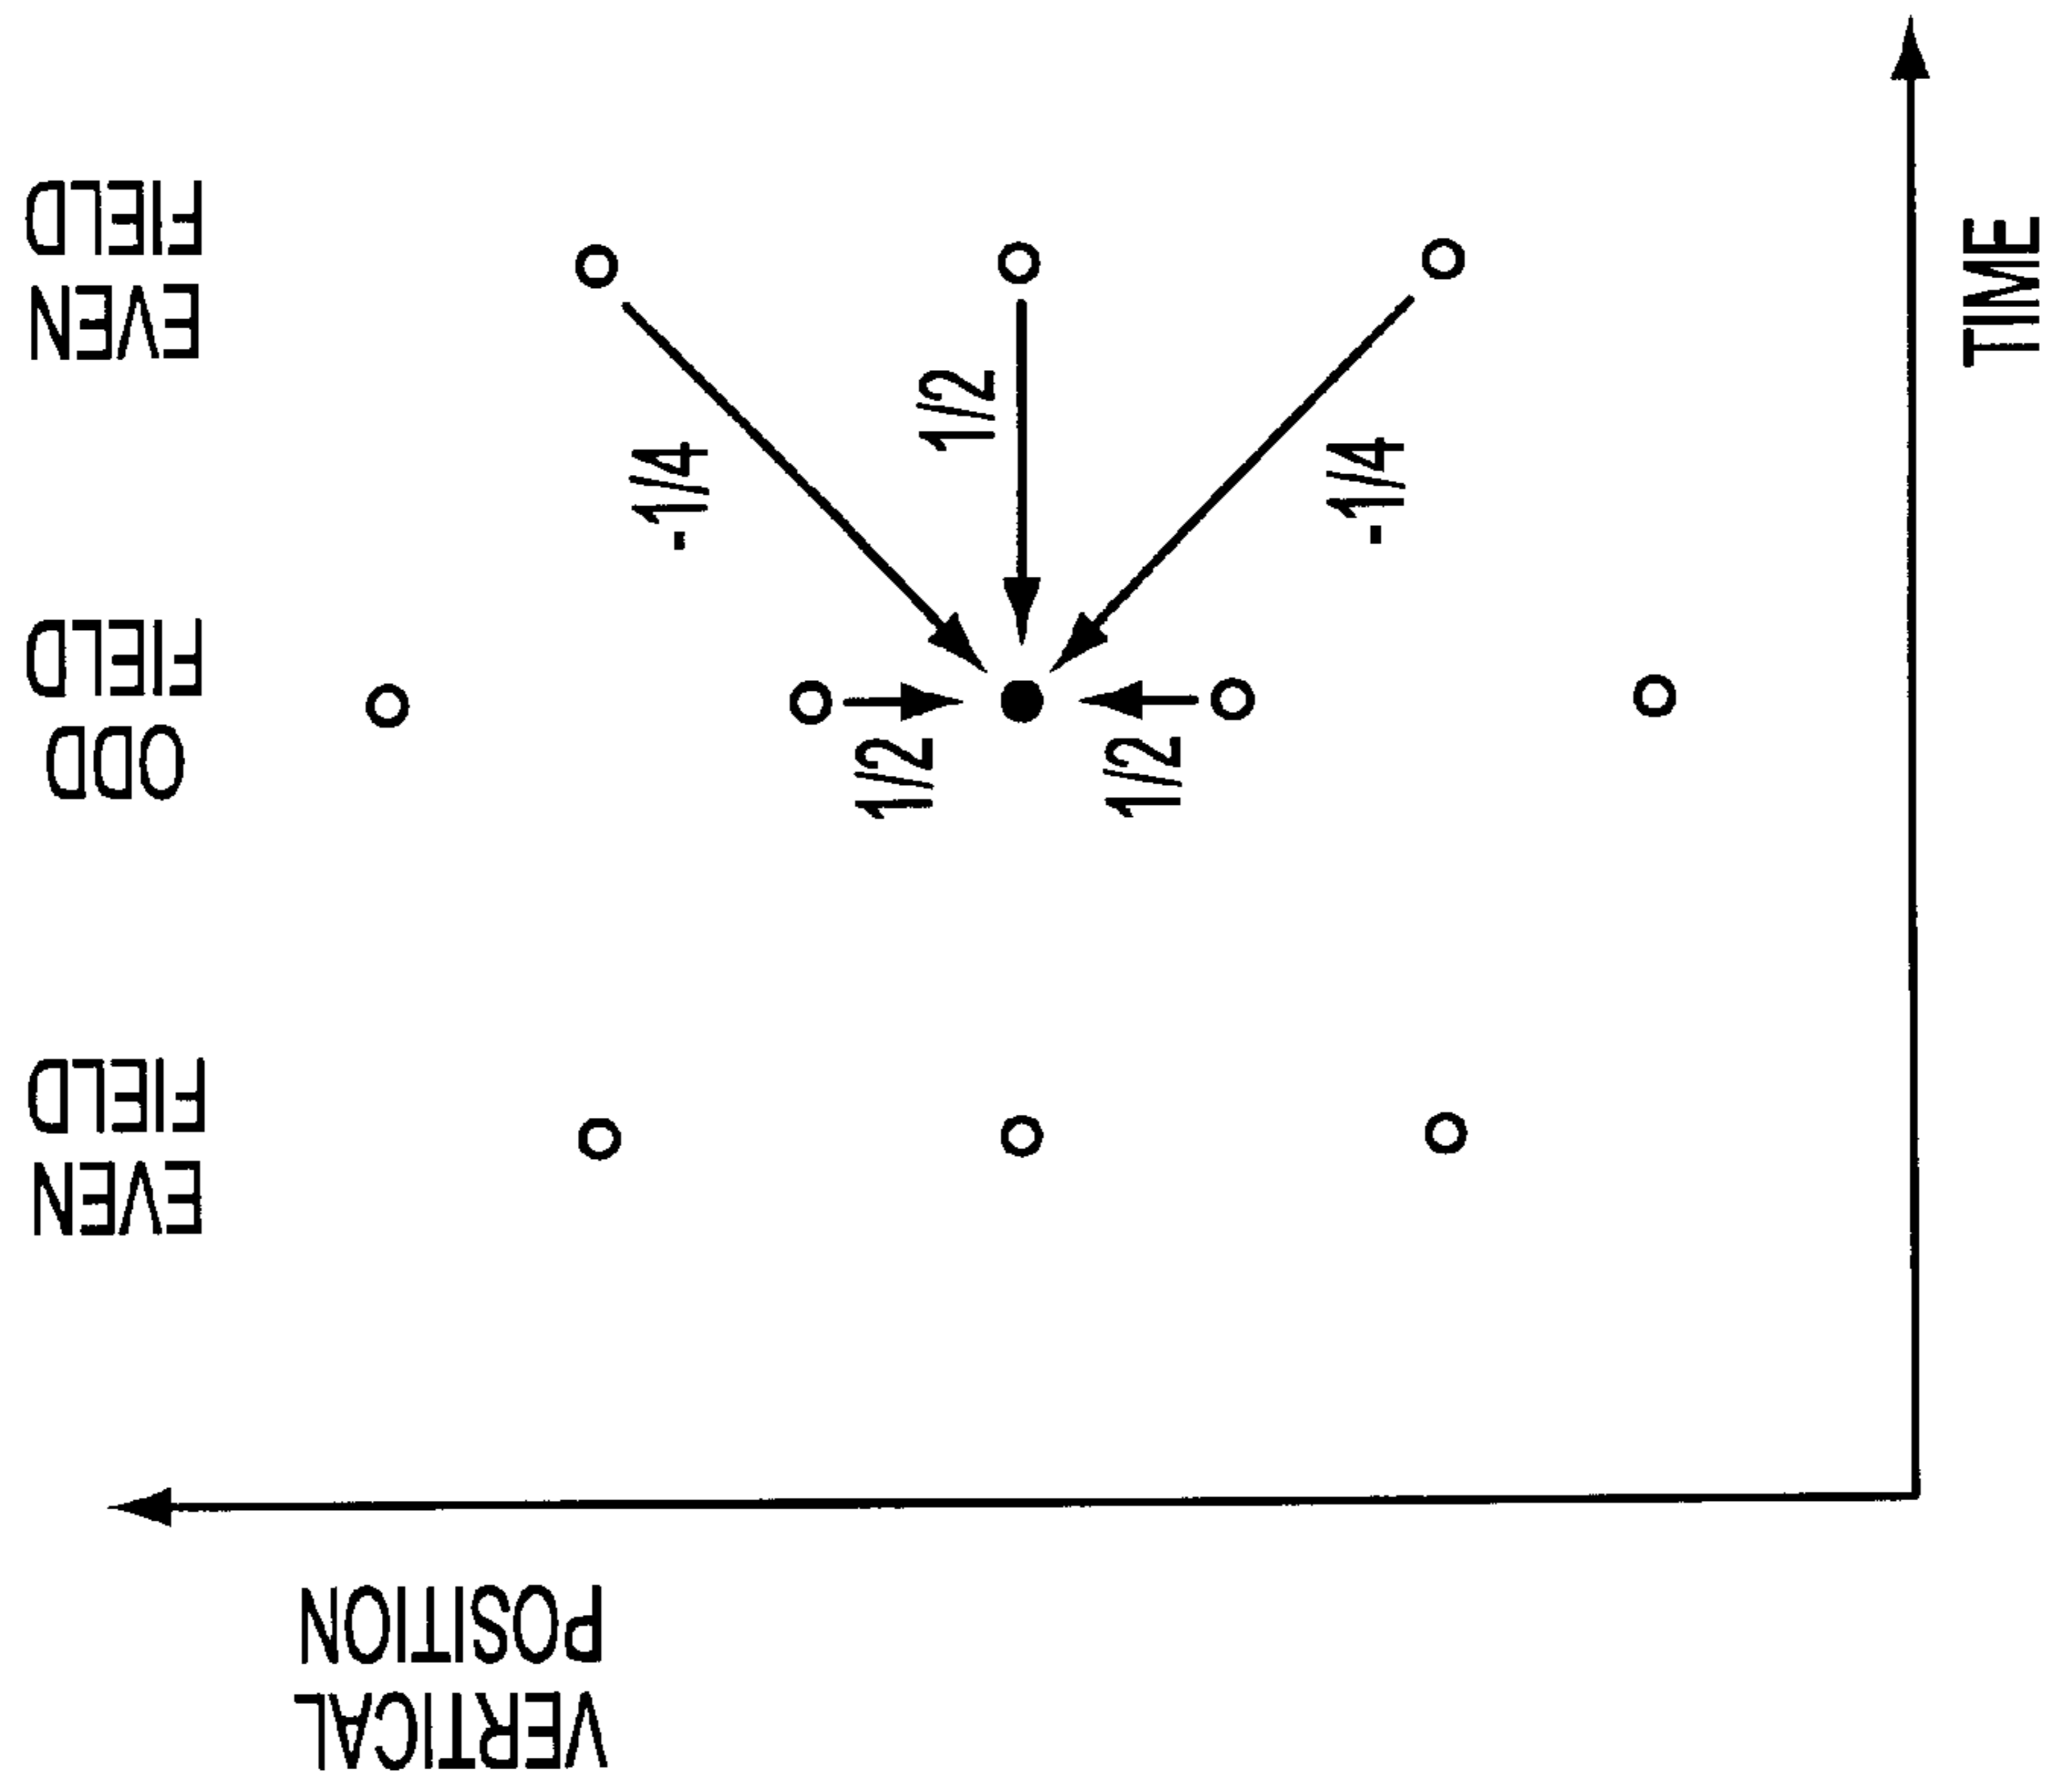 EVEN
FIELD
-1/4
1/2
-1/4
ODD
FIELD
1/2
1/2
EVEN
FIELD
VERTICAL
POSITION
TIME